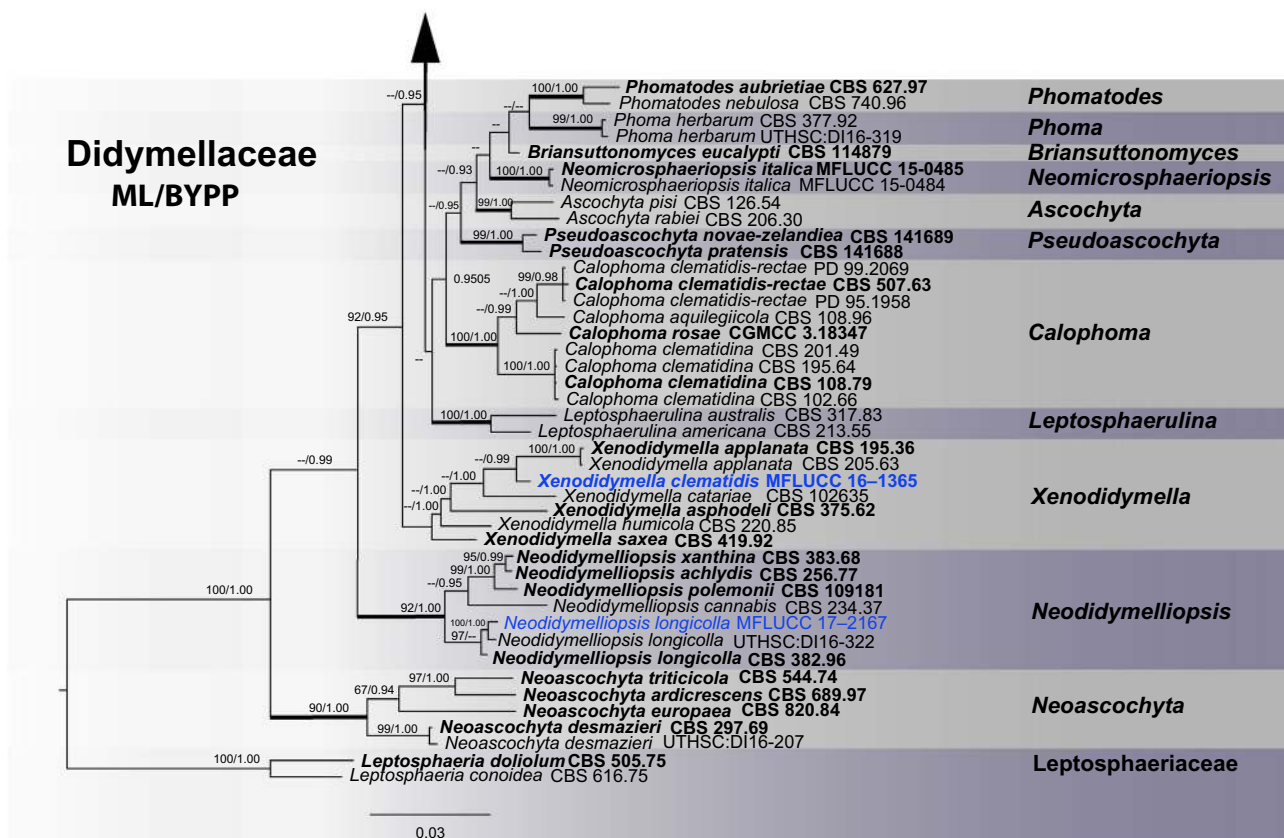 Didymellaceae
ML/BYPP
--/0.95
100/1.00
Phomatodes aubrietiae CBS 627.97
Phomatodes nebulosa CBS 740.96
Phomatodes
--/--
99/1.00
Phoma herbarum CBS 377.92
Phoma herbarum UTHSC:DI16-319
Phoma
--
Briansuttonomyces eucalypti CBS 114879
Briansuttonomyces
--
100/1.00
Neomicrosphaeriopsis italica MFLUCC 15-0485
Neomicrosphaeriopsis italica MFLUCC 15-0484
Neomicrosphaeriopsis
--/0.93
99/1.00
Ascochyta pisi CBS 126.54
Ascochyta rabiei CBS 206.30
Ascochyta
--/0.95
99/1.00
Pseudoascochyta novae-zelandiea CBS 141689
Pseudoascochyta pratensis CBS 141688
Pseudoascochyta
0.9505
99/0.98
--/1.00
--/0.99
100/1.00
100/1.00
Calophoma clematidis-rectae PD 99.2069
Calophoma clematidis-rectae CBS 507.63
Calophoma clematidis-rectae PD 95.1958
Calophoma aquilegiicola CBS 108.96
Calophoma rosae CGMCC 3.18347
Calophoma clematidina CBS 201.49
Calophoma clematidina CBS 195.64
Calophoma clematidina CBS 108.79
Calophoma clematidina CBS 102.66
Calophoma
92/0.95
--
100/1.00
Leptosphaerulina australis CBS 317.83
Leptosphaerulina americana CBS 213.55
Leptosphaerulina
--/0.99
100/1.00
--/0.99
--/1.00
--/1.00
--/1.00
Xenodidymella applanata CBS 195.36
Xenodidymella applanata CBS 205.63
Xenodidymella clematidis MFLUCC 16–1365
Xenodidymella catariae CBS 102635
Xenodidymella asphodeli CBS 375.62
Xenodidymella humicola CBS 220.85
Xenodidymella saxea CBS 419.92
Xenodidymella
100/1.00
95/0.99
99/1.00
--/0.95
92/1.00
100/1.00
97/--
Neodidymelliopsis xanthina CBS 383.68
Neodidymelliopsis achlydis CBS 256.77
Neodidymelliopsis polemonii CBS 109181
Neodidymelliopsis cannabis CBS 234.37
Neodidymelliopsis longicolla MFLUCC 17–2167
Neodidymelliopsis longicolla UTHSC:DI16-322
Neodidymelliopsis longicolla CBS 382.96
Neodidymelliopsis
97/1.00
67/0.94
90/1.00
99/1.00
Neoascochyta triticicola CBS 544.74
Neoascochyta ardicrescens CBS 689.97
Neoascochyta europaea CBS 820.84
Neoascochyta desmazieri CBS 297.69
Neoascochyta desmazieri UTHSC:DI16-207
Neoascochyta
100/1.00
Leptosphaeria doliolum CBS 505.75
Leptosphaeria conoidea CBS 616.75
Leptosphaeriaceae
0.03